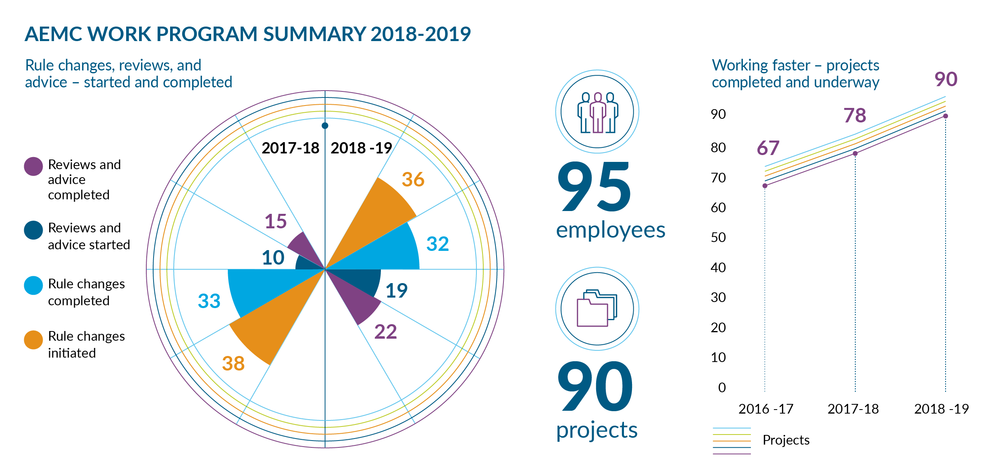 AEMC WORK PROGRAM SUMMARY 2018-2019
Rule changes, reviews, and
advice – started and completed
Reviews and
advice
completed
Reviews and
advice started
Rule changes
completed
Rule changes
initiated
2017-18
2018 -19
36
32
15
10
19
33
22
38
95
employees
90
projects
Working faster – projects
completed and underway
90
78
67
90
80
70
60
50
40
30
20
10
0
2016 -17
2017-18
2018 -19
Projects